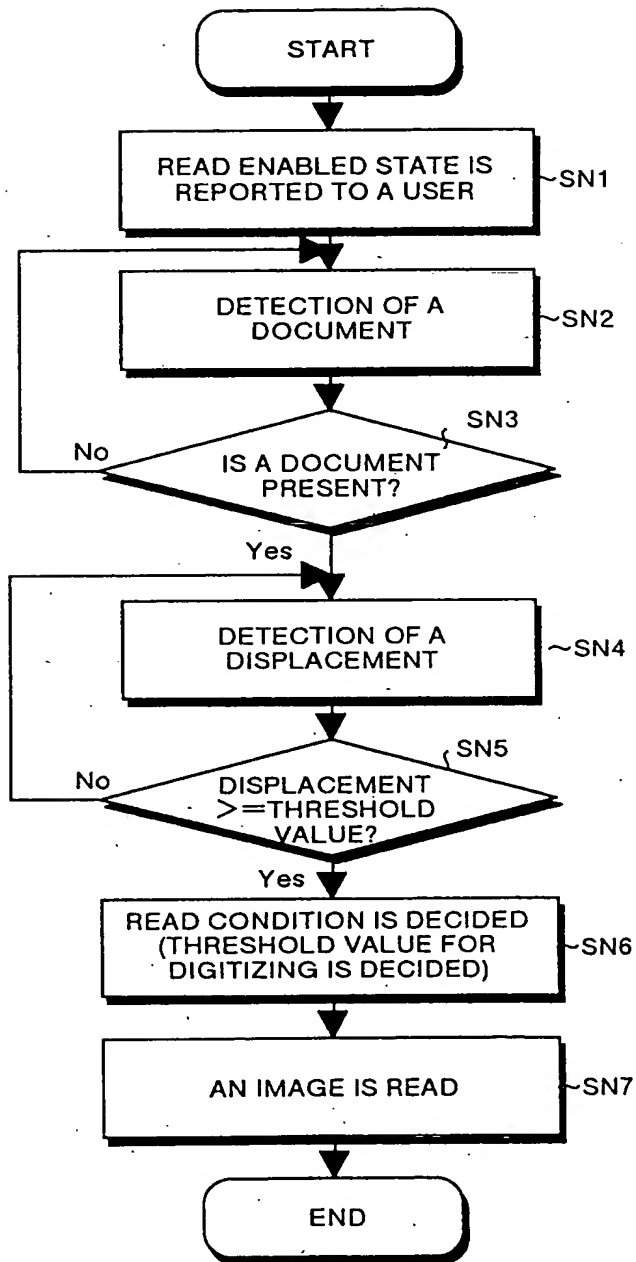 START
READ ENABLED STATE IS
REPORTED TO A USER
~SN1
DETECTION OF A
DOCUMENT
~SN2
SN3
No
IS A DOCUMENT
PRESENT?
Yes
DETECTION OF A
DISPLACEMENT
~SN4
SN5
No
DISPLACEMENT
>=THRESHOLD
VALUE?
Yes
READ CONDITION IS DECIDED
(THRESHOLD VALUE FOR
DIGITIZING IS DECIDED)
~SN6
AN IMAGE IS READ
~SN7
END